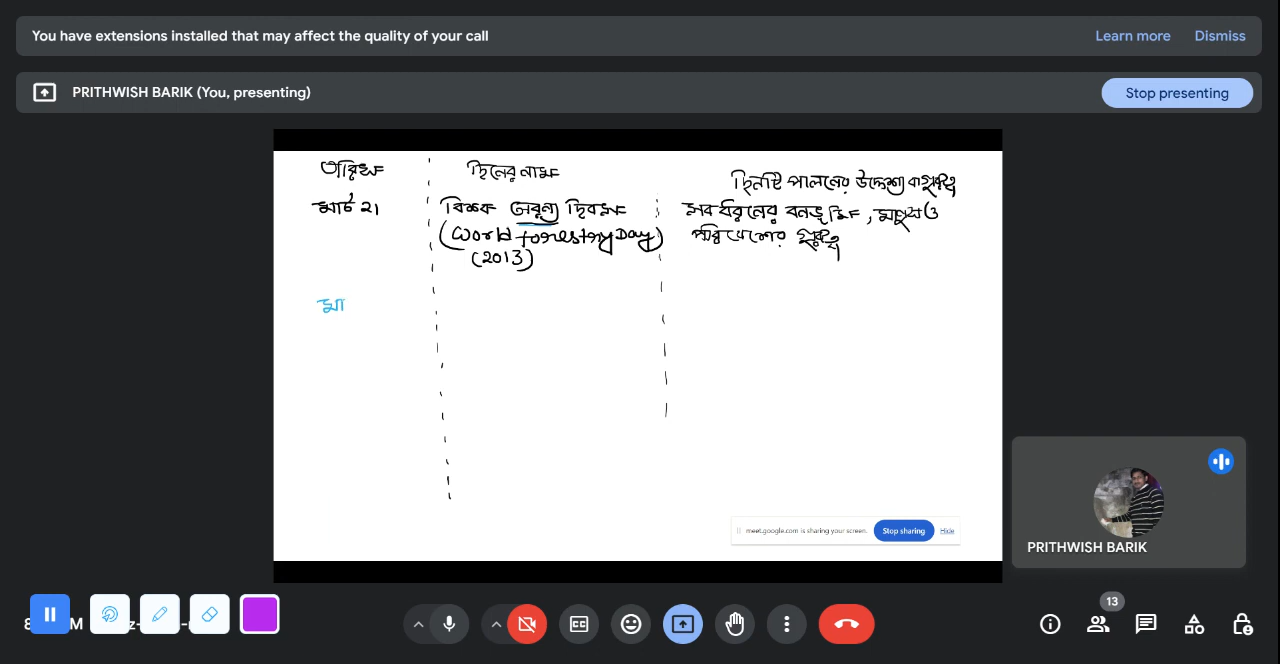 You have extensions installed that may affect the quality of your call
Learn more
Dismiss
PRITHWISH BARIK (You, presenting)
Stop presenting
তারিখ
দিনের নাম
দিনটি পালনের উদ্দেশ্য বা গুরুত্ব
মার্চ 21
বিশ্ব অরণ্য দিবস
(World forestry Day)
(2013)
সব ধরনের বনভূমি, মানুষ ও
পরিবেশের গুরুত্ব
মা
meet.google.com is sharing your screen.
Stop sharing
Hide
PRITHWISH BARIK
13